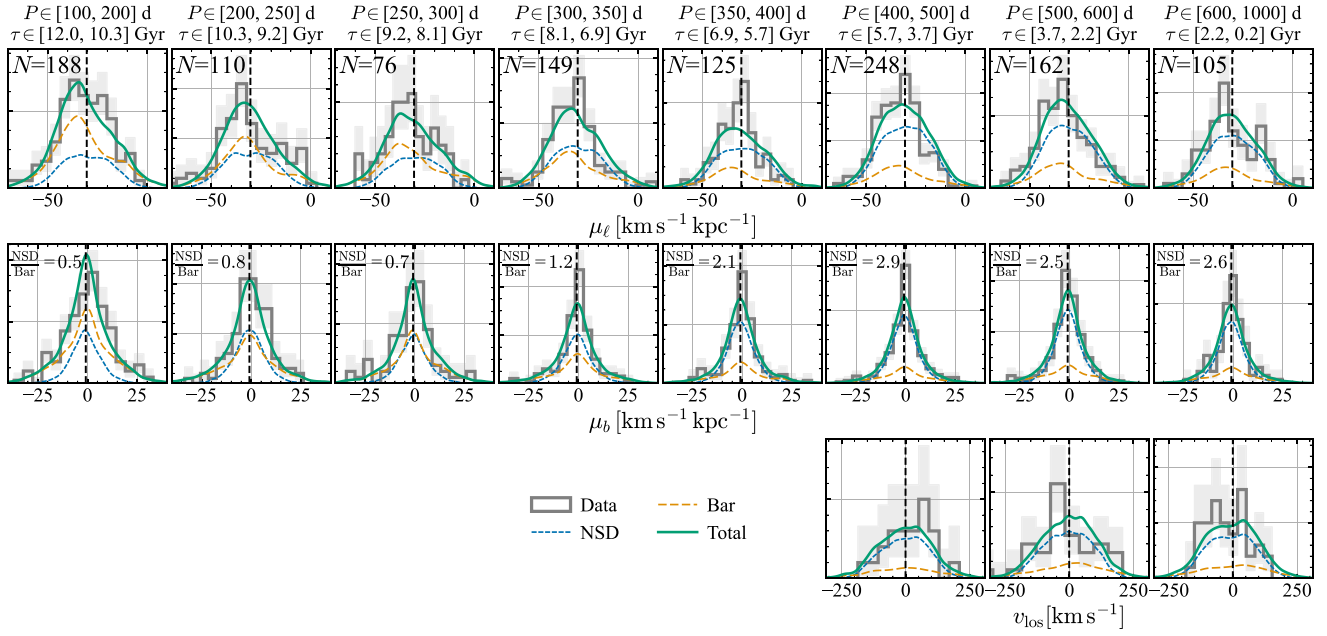 P ∈ [100, 200] d P ∈ [200, 250] d P ∈ [250, 300] d P ∈ [300, 350] d P ∈ [350, 400] d P ∈ [400, 500] d P ∈ [500, 600] d P ∈ [600, 1000] d
τ ∈ [12.0, 10.3] Gyr τ ∈ [10.3, 9.2] Gyr τ ∈ [9.2, 8.1] Gyr τ ∈ [8.1, 6.9] Gyr τ ∈ [6.9, 5.7] Gyr τ ∈ [5.7, 3.7] Gyr τ ∈ [3.7, 2.2] Gyr τ ∈ [2.2, 0.2] Gyr
N=188 N=110 N=76 N=149 N=125 N=248 N=162 N=105
−50 0 −50 0 −50 0 −50 0 −50 0 −50 0 −50 0 −50 0
μℓ [km s⁻¹ kpc⁻¹]
NSD/Bar = 0.5 NSD/Bar = 0.8 NSD/Bar = 0.7 NSD/Bar = 1.2 NSD/Bar = 2.1 NSD/Bar = 2.9 NSD/Bar = 2.5 NSD/Bar = 2.6
−25 0 25 −25 0 25 −25 0 25 −25 0 25 −25 0 25 −25 0 25 −25 0 25 −25 0 25
μb [km s⁻¹ kpc⁻¹]
Data Bar
NSD Total
−250 0 250 −250 0 250 −250 0 250
vlos [km s⁻¹]